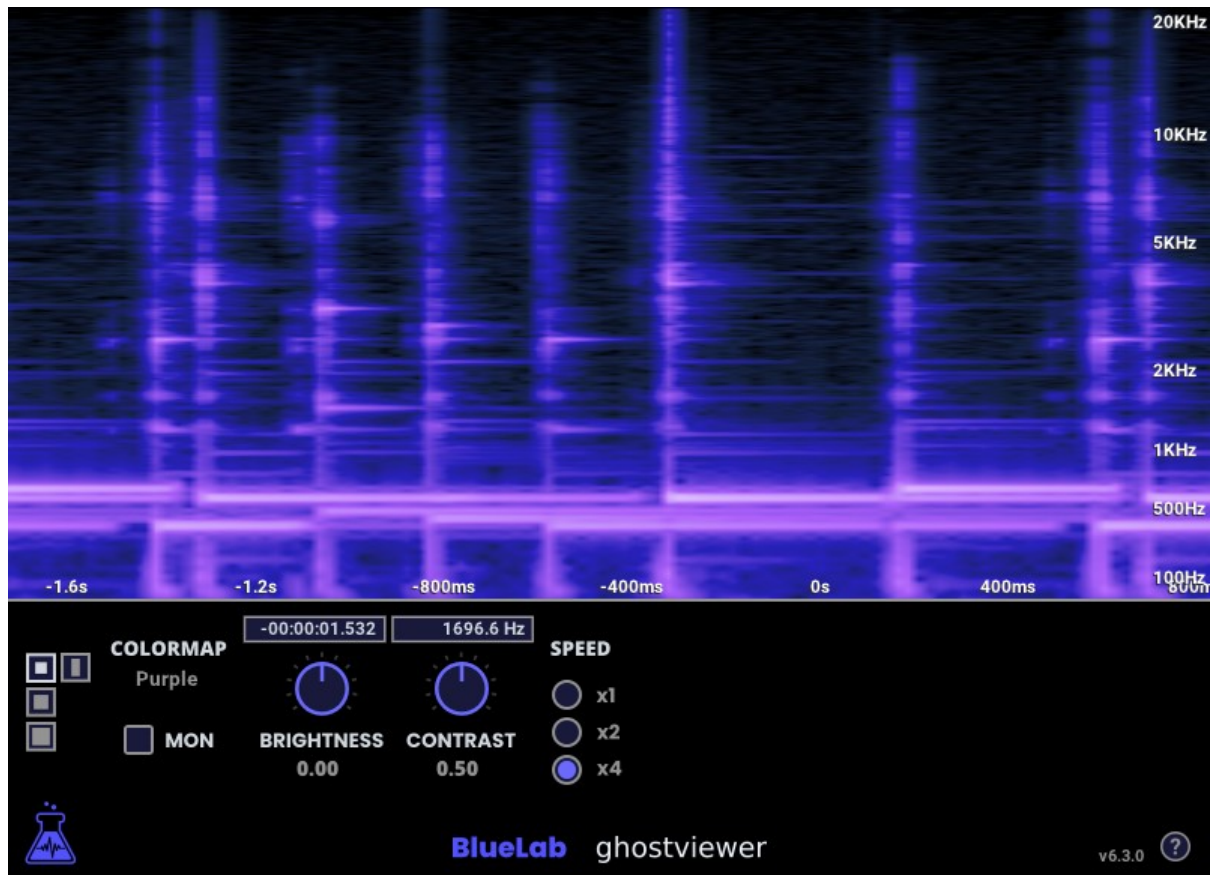 20KHz
10KHz
5KHz
2KHz
1KHz
500Hz
100Hz
-1.6s -1.2s -800ms -400ms 0s 400ms
-00:00:01.532 1696.6 Hz
COLORMAP SPEED
Purple
x1
x2
MON BRIGHTNESS CONTRAST
0.00 0.50 x4
BlueLab ghostviewer
v6.3.0 ?